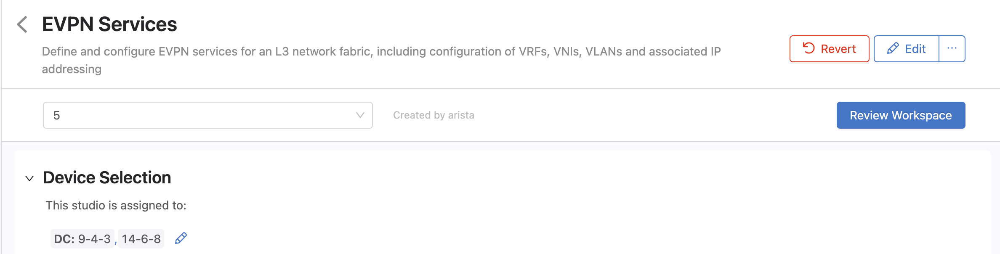 EVPN Services
Define and configure EVPN services for an L3 network fabric, including configuration of VRFs, VNIs, VLANs and associated IP
addressing
Revert
Edit
...
5
Created by arista
Review Workspace
Device Selection
This studio is assigned to:
DC: 9-4-3, 14-6-8